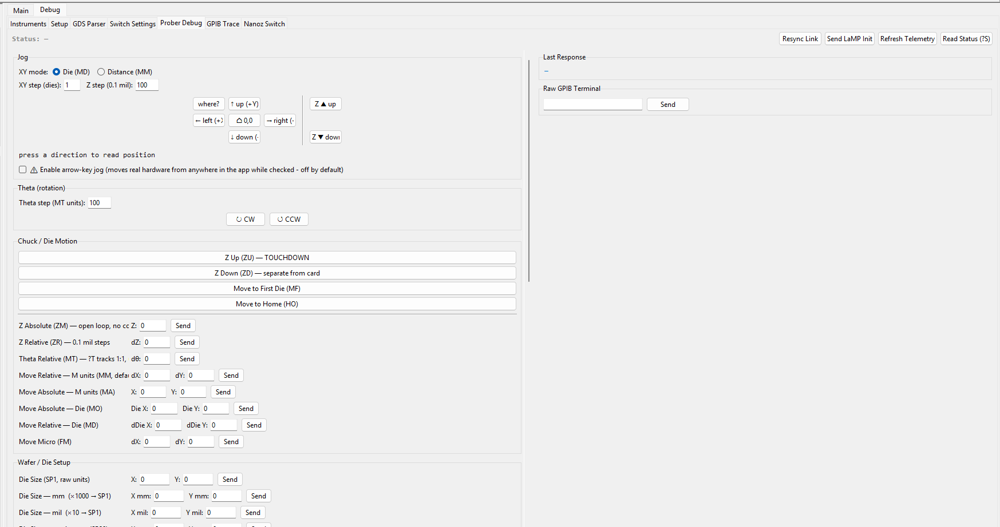 Main Debug
Instruments Setup GDS Parser Switch Settings Prober Debug GPIB Trace Nanoz Switch
Status: —
Resync Link Send LaMP Init Refresh Telemetry Read Status (?S)
Jog
XY mode: Die (MD) Distance (MM)
XY step (dies): 1 Z step (0.1 mil): 100
where? ↑ up (+Y) Z ▲ up
← left (+ ⌂ 0,0 → right (-
↓ down (- Z ▼ down
press a direction to read position
⚠ Enable arrow-key jog (moves real hardware from anywhere in the app while checked - off by default)
Theta (rotation)
Theta step (MT units): 100
↻ CW ↺ CCW
Chuck / Die Motion
Z Up (ZU) — TOUCHDOWN
Z Down (ZD) — separate from card
Move to First Die (MF)
Move to Home (HO)
Z Absolute (ZM) — open loop, no cc Z: 0 Send
Z Relative (ZR) — 0.1 mil steps dZ: 0 Send
Theta Relative (MT) — ?T tracks 1:1, dθ: 0 Send
Move Relative — M units (MM, defau dX: 0 dY: 0 Send
Move Absolute — M units (MA) X: 0 Y: 0 Send
Move Absolute — Die (MO) Die X: 0 Die Y: 0 Send
Move Relative — Die (MD) dDie X: 0 dDie Y: 0 Send
Move Micro (FM) dX: 0 dY: 0 Send
Wafer / Die Setup
Die Size (SP1, raw units) X: 0 Y: 0 Send
Die Size — mm (×1000 → SP1) X mm: 0 Y mm: 0 Send
Die Size — mil (×10 → SP1) X mil: 0 Y mil: 0 Send
Last Response
–
Raw GPIB Terminal
Send